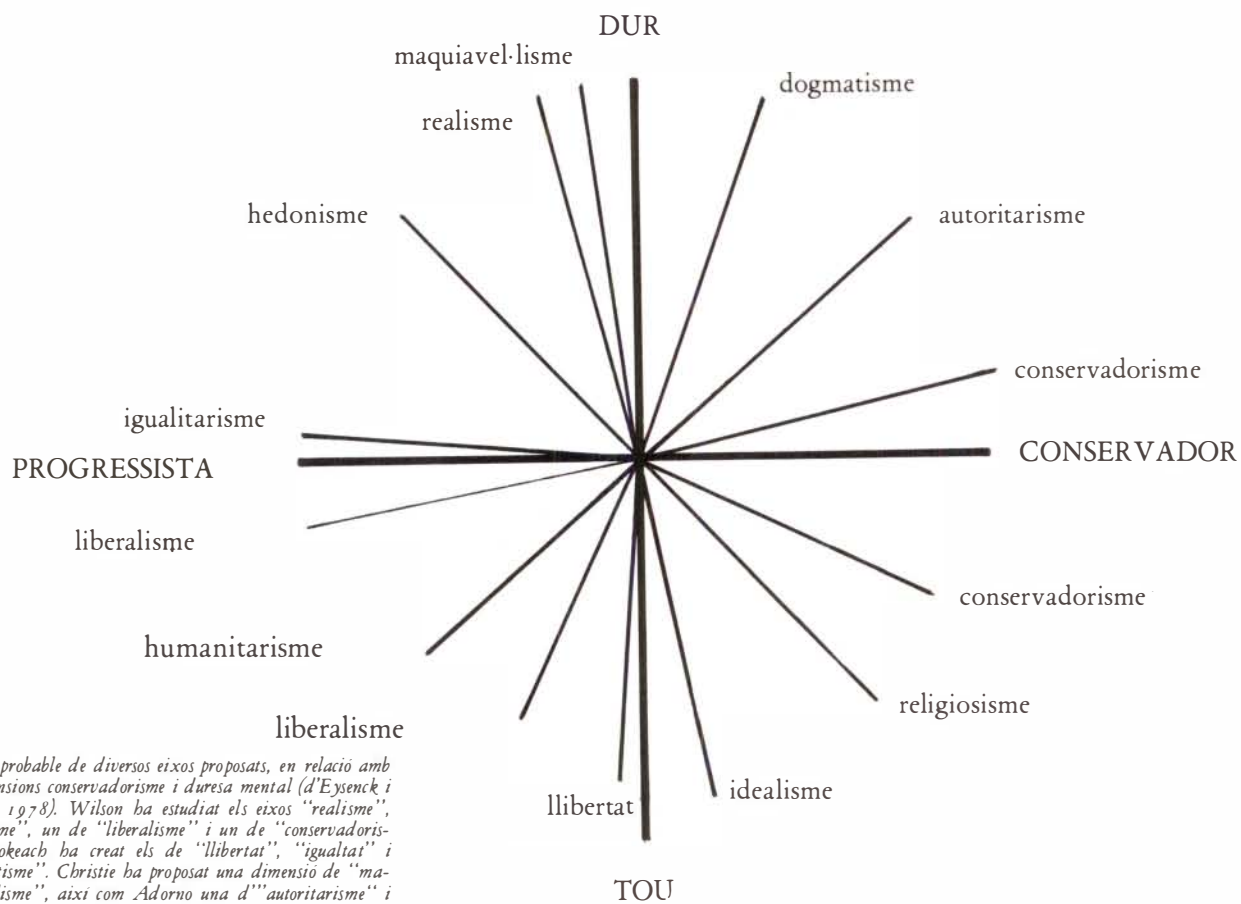 DUR
maquiavel·lisme
dogmatisme
realisme
hedonisme
autoritarisme
conservadorisme
igualitarisme
PROGRESSISTA
CONSERVADOR
liberalisme
conservadorisme
humanitarisme
religiosisme
liberalisme
probable de diversos eixos proposats, en relació amb
nsions conservadorisme i duresa mental (d'Eysenck i
1978). Wilson ha estudiat els eixos "realisme",
me", un de "liberalisme" i un de "conservadoris-
okeach ha creat els de "llibertat", "igualtat" i
tisme". Christie ha proposat una dimensió de "ma-
lisme", així com Adorno una d'"autoritarisme" i
llibertat
idealisme
TOU